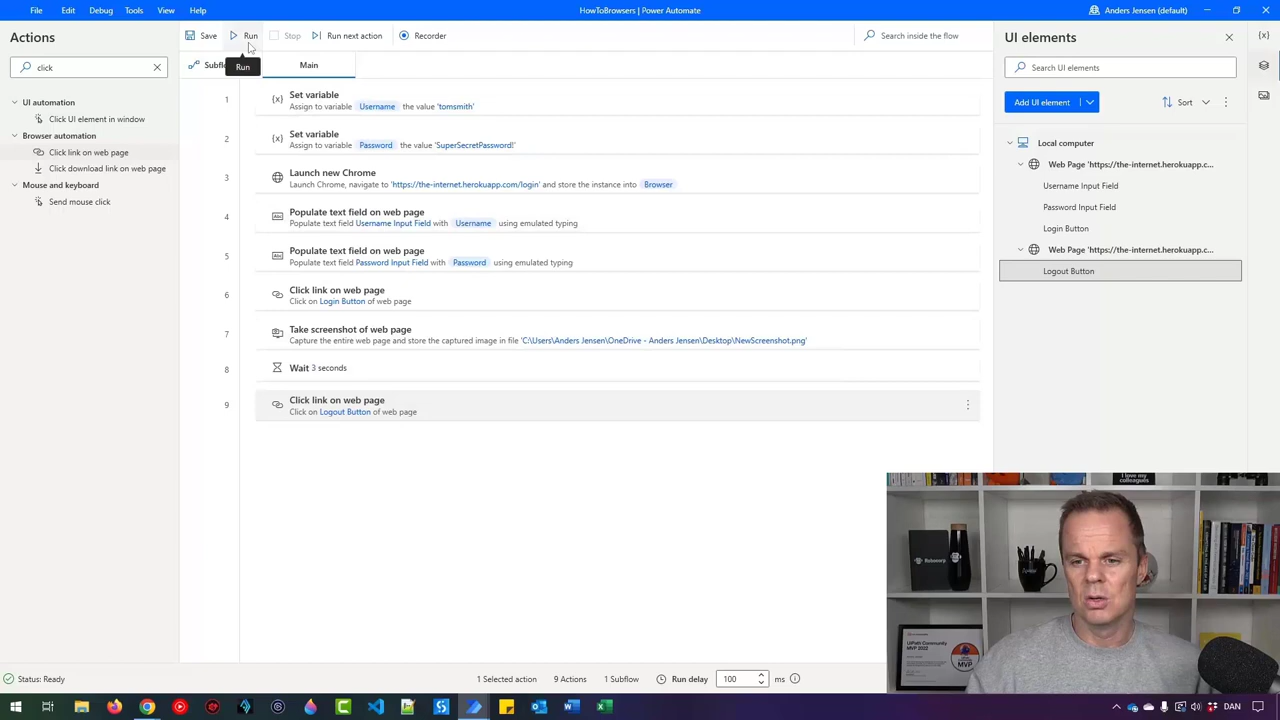 File Edit Debug Tools View Help
HowToBrowsers | Power Automate
Anders Jensen (default)
Actions
click
UI automation
Click UI element in window
Browser automation
Click link on web page
Click download link on web page
Mouse and keyboard
Send mouse click
Save Run Stop Run next action Recorder
Search inside the flow
Run
Main
1 Set variable
Assign to variable Username the value 'tomsmith'
2 Set variable
Assign to variable Password the value 'SuperSecretPassword!'
3 Launch new Chrome
Launch Chrome, navigate to 'https://the-internet.herokuapp.com/login' and store the instance into Browser
4 Populate text field on web page
Populate text field Username Input Field with Username using emulated typing
5 Populate text field on web page
Populate text field Password Input Field with Password using emulated typing
6 Click link on web page
Click on Login Button of web page
7 Take screenshot of web page
Capture the entire web page and store the captured image in file 'C:\Users\Anders Jensen\OneDrive - Anders Jensen\Desktop\NewScreenshot.png'
8 Wait 3 seconds
9 Click link on web page
Click on Logout Button of web page
UI elements
Search UI elements
Add UI element
Sort
Local computer
Web Page 'https://the-internet.herokuapp.c...
Username Input Field
Password Input Field
Login Button
Web Page 'https://the-internet.herokuapp.c...
Logout Button
I love my
colleagues
UiPath Community
MVP 2022
MVP
Status: Ready
1 Selected action 9 Actions 1 Subflow Run delay 100 ms
DAN